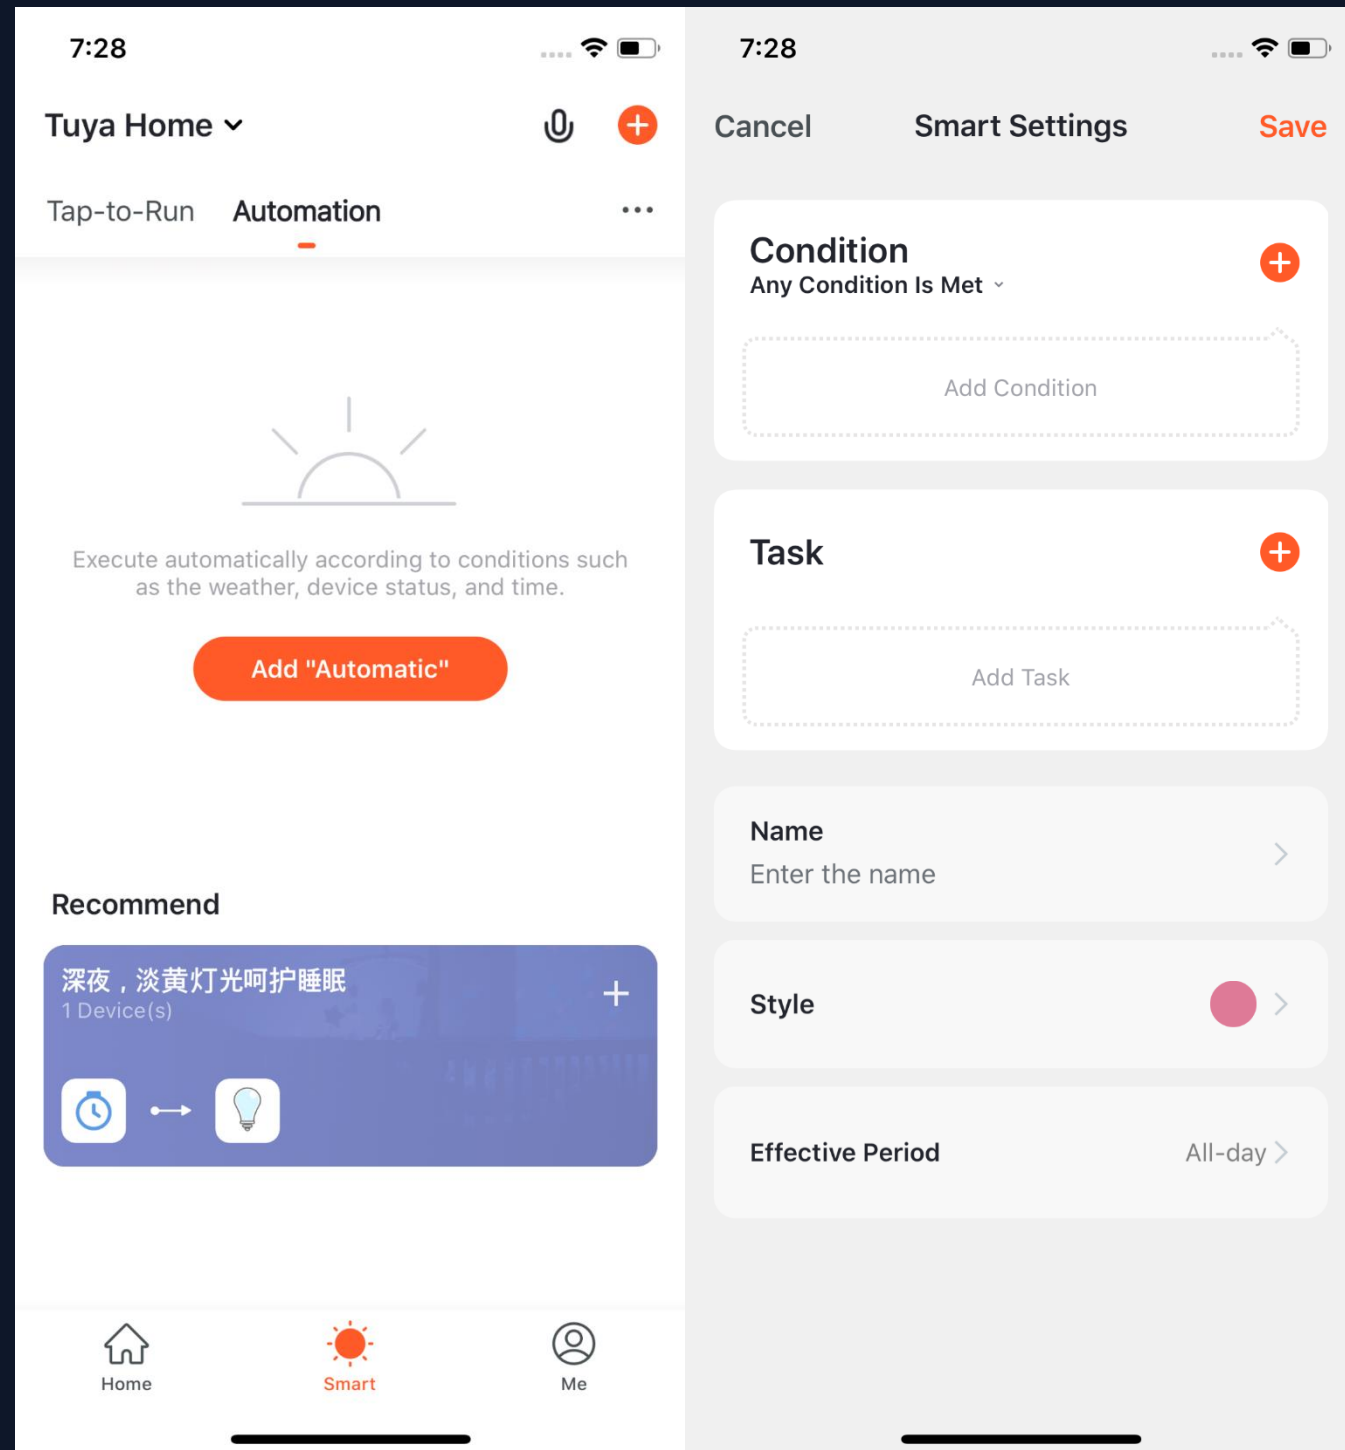 7:28
Tuya Home
Tap-to-Run Automation
Execute automatically according to conditions such
as the weather, device status, and time.
Add "Automatic"
Recommend
深夜，淡黄灯光呵护睡眠
1 Device(s)
Home Smart Me
7:28
Cancel Smart Settings Save
Condition
Any Condition Is Met
Add Condition
Task
Add Task
Name
Enter the name
Style
Effective Period All-day